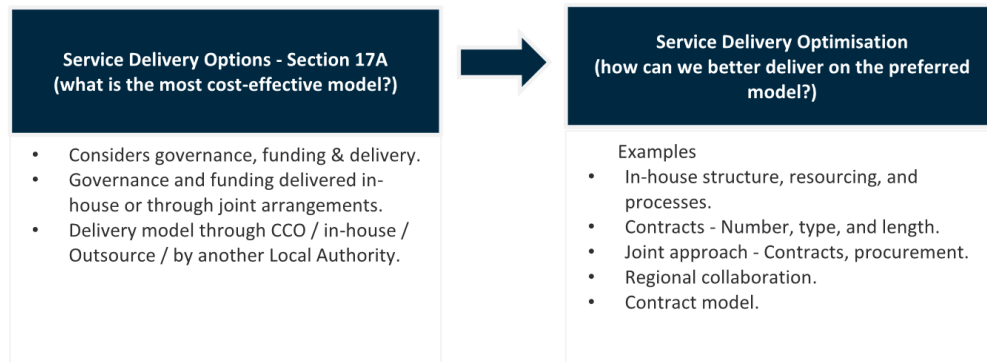 Service Delivery Options - Section 17A
(what is the most cost-effective model?)
• Considers governance, funding & delivery.
• Governance and funding delivered in-
house or through joint arrangements.
• Delivery model through CCO / in-house /
Outsource / by another Local Authority.
Service Delivery Optimisation
(how can we better deliver on the preferred
model?)
Examples
• In-house structure, resourcing, and
processes.
• Contracts - Number, type, and length.
• Joint approach - Contracts, procurement.
• Regional collaboration.
• Contract model.